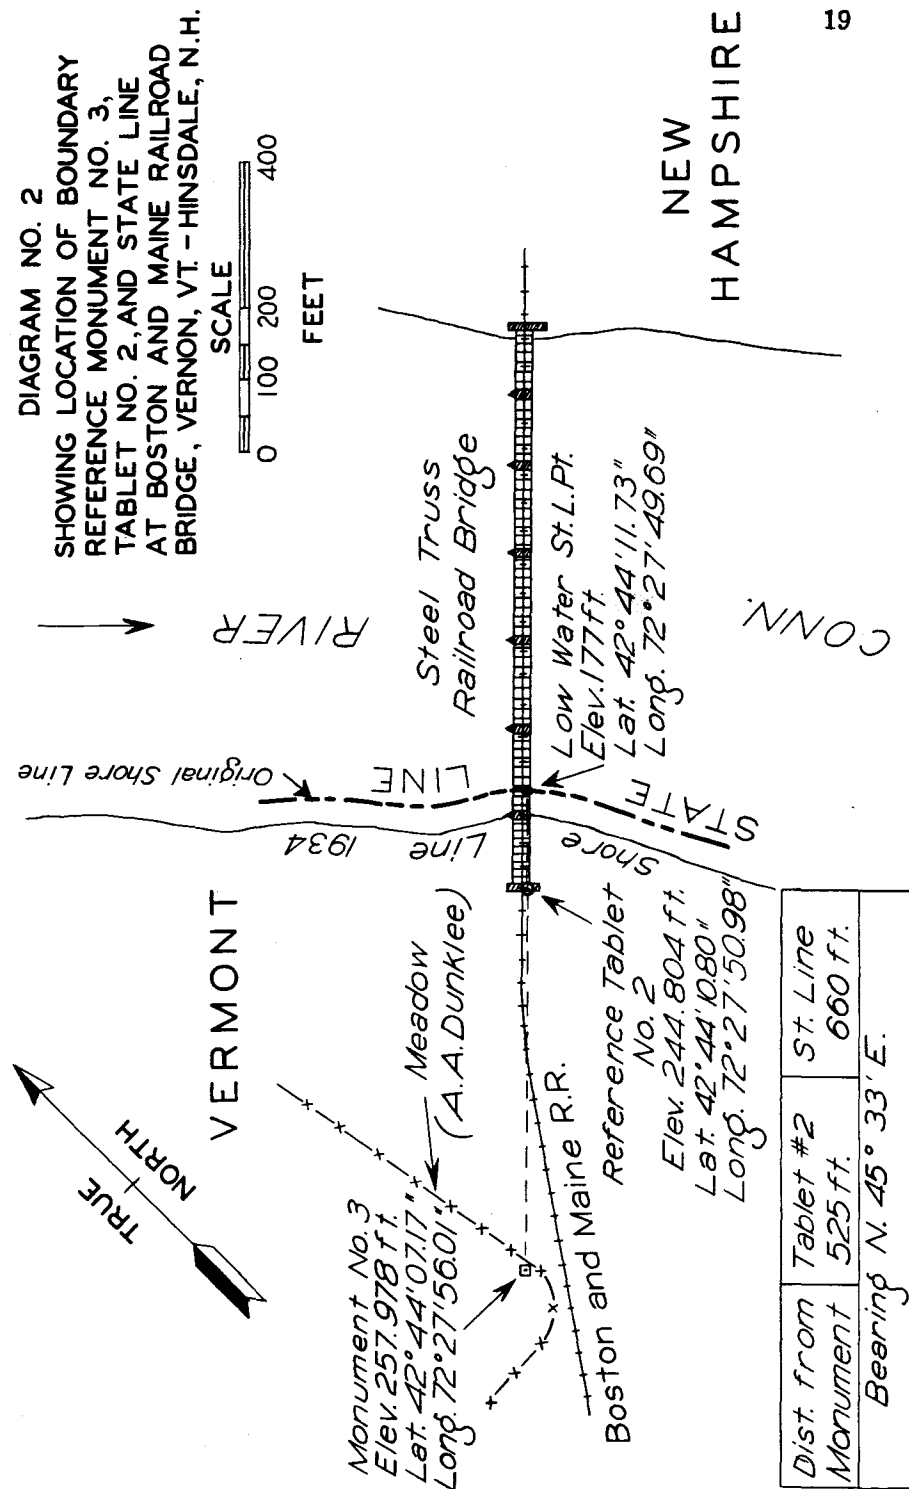 19
DIAGRAM NO. 2
SHOWING LOCATION OF BOUNDARY
REFERENCE MONUMENT NO. 3,
TABLET NO. 2, AND STATE LINE
AT BOSTON AND MAINE RAILROAD
BRIDGE, VERNON, VT. - HINSDALE, N.H.
SCALE
0 100 200 400
FEET
TRUE
NORTH
VERMONT
NEW
HAMPSHIRE
RIVER
CONN.
Original Shore Line
STATE LINE
Shore Line 1934
Steel Truss
Railroad Bridge
Low Water St. L. Pt.
Elev. 177 ft.
Lat. 42° 44' 11.73"
Long. 72° 27' 49.69"
Meadow
(A. A. Dunklee)
Monument No. 3
Elev. 257.978 ft.
Lat. 42° 44' 07.17"
Long. 72° 27' 56.01"
Boston and Maine R.R.
Reference Tablet
No. 2
Elev. 244.804 ft.
Lat. 42° 44' 10.80"
Long. 72° 27' 50.98"
Dist. from Tablet #2 St. Line
Monument 525 ft. 660 ft.
Bearing N. 45° 33' E.